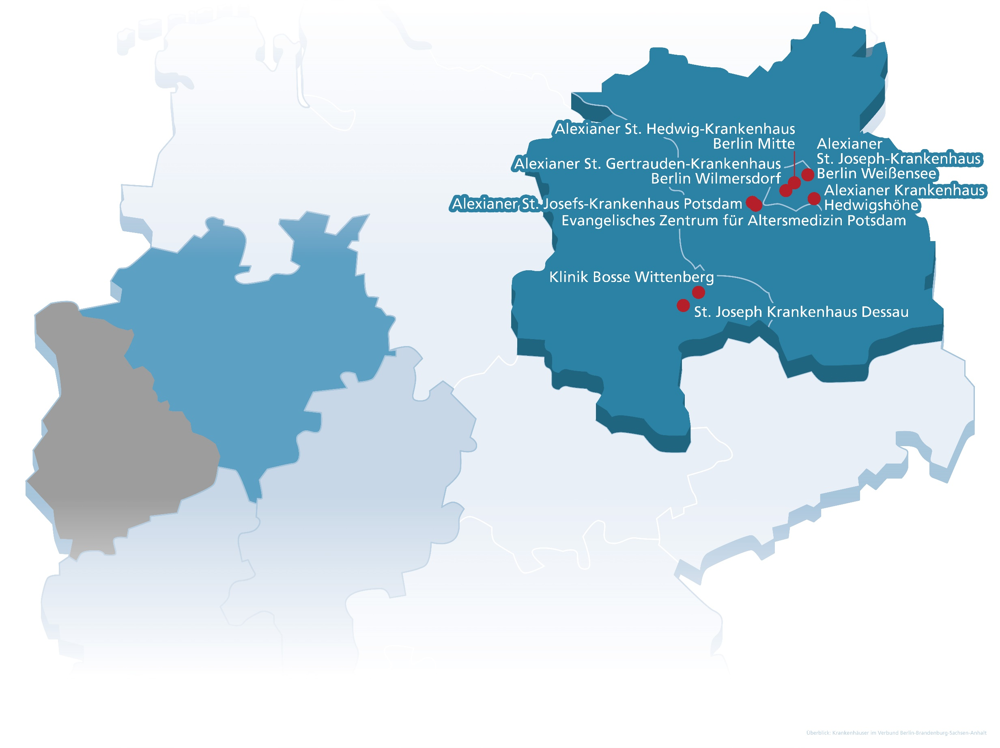 Alexianer St. Hedwig-Krankenhaus
Berlin Mitte
Alexianer
St. Joseph-Krankenhaus
Berlin Weißensee
Alexianer St. Gertrauden-Krankenhaus
Berlin Wilmersdorf
Alexianer Krankenhaus
Hedwigshöhe
Alexianer St. Josefs-Krankenhaus Potsdam
Evangelisches Zentrum für Altersmedizin Potsdam
Klinik Bosse Wittenberg
St. Joseph Krankenhaus Dessau
Überblick: Krankenhäuser im Verbund Berlin-Brandenburg-Sachsen-Anhalt